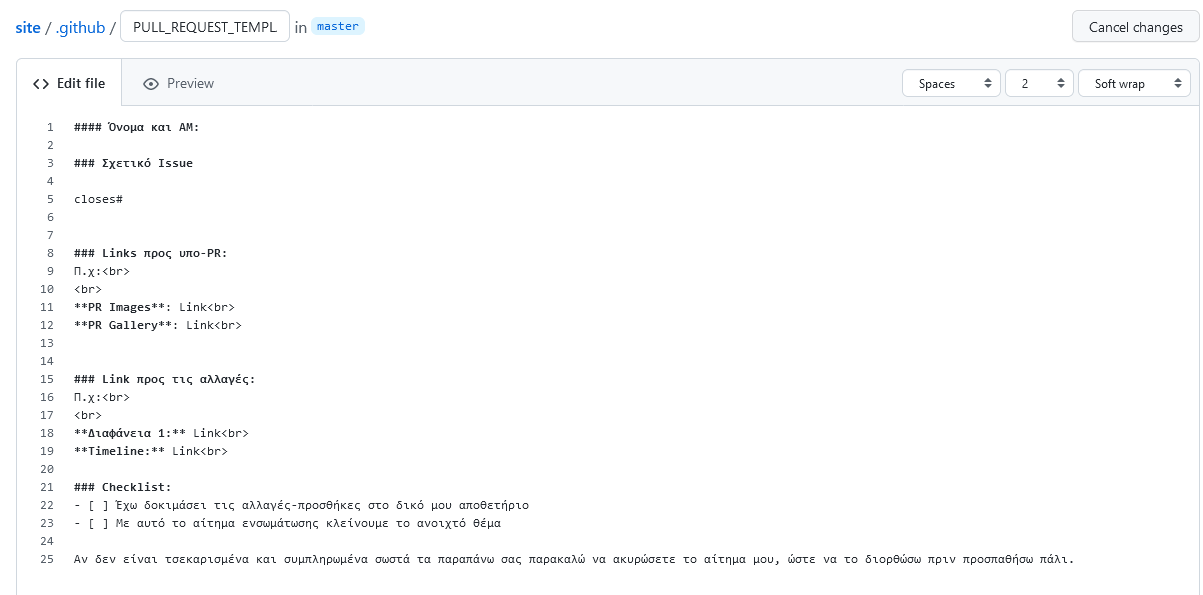 site / .github / PULL_REQUEST_TEMPL in master Cancel changes
Edit file Preview Spaces 2 Soft wrap
1 #### Όνομα και ΑΜ:
2
3 ### Σχετικό Issue
4
5 closes#
6
7
8 ### Links προς υπο-PR:
9 Π.χ:<br>
10 <br>
11 **PR Images**: Link<br>
12 **PR Gallery**: Link<br>
13
14
15 ### Link προς τις αλλαγές:
16 Π.χ:<br>
17 <br>
18 **Διαφάνεια 1:** Link<br>
19 **Timeline:** Link<br>
20
21 ### Checklist:
22 - [ ] Έχω δοκιμάσει τις αλλαγές-προσθήκες στο δικό μου αποθετήριο
23 - [ ] Με αυτό το αίτημα ενσωμάτωσης κλείνουμε το ανοιχτό θέμα
24
25 Αν δεν είναι τσεκαρισμένα και συμπληρωμένα σωστά τα παραπάνω σας παρακαλώ να ακυρώσετε το αίτημα μου, ώστε να το διορθώσω πριν προσπαθήσω πάλι.